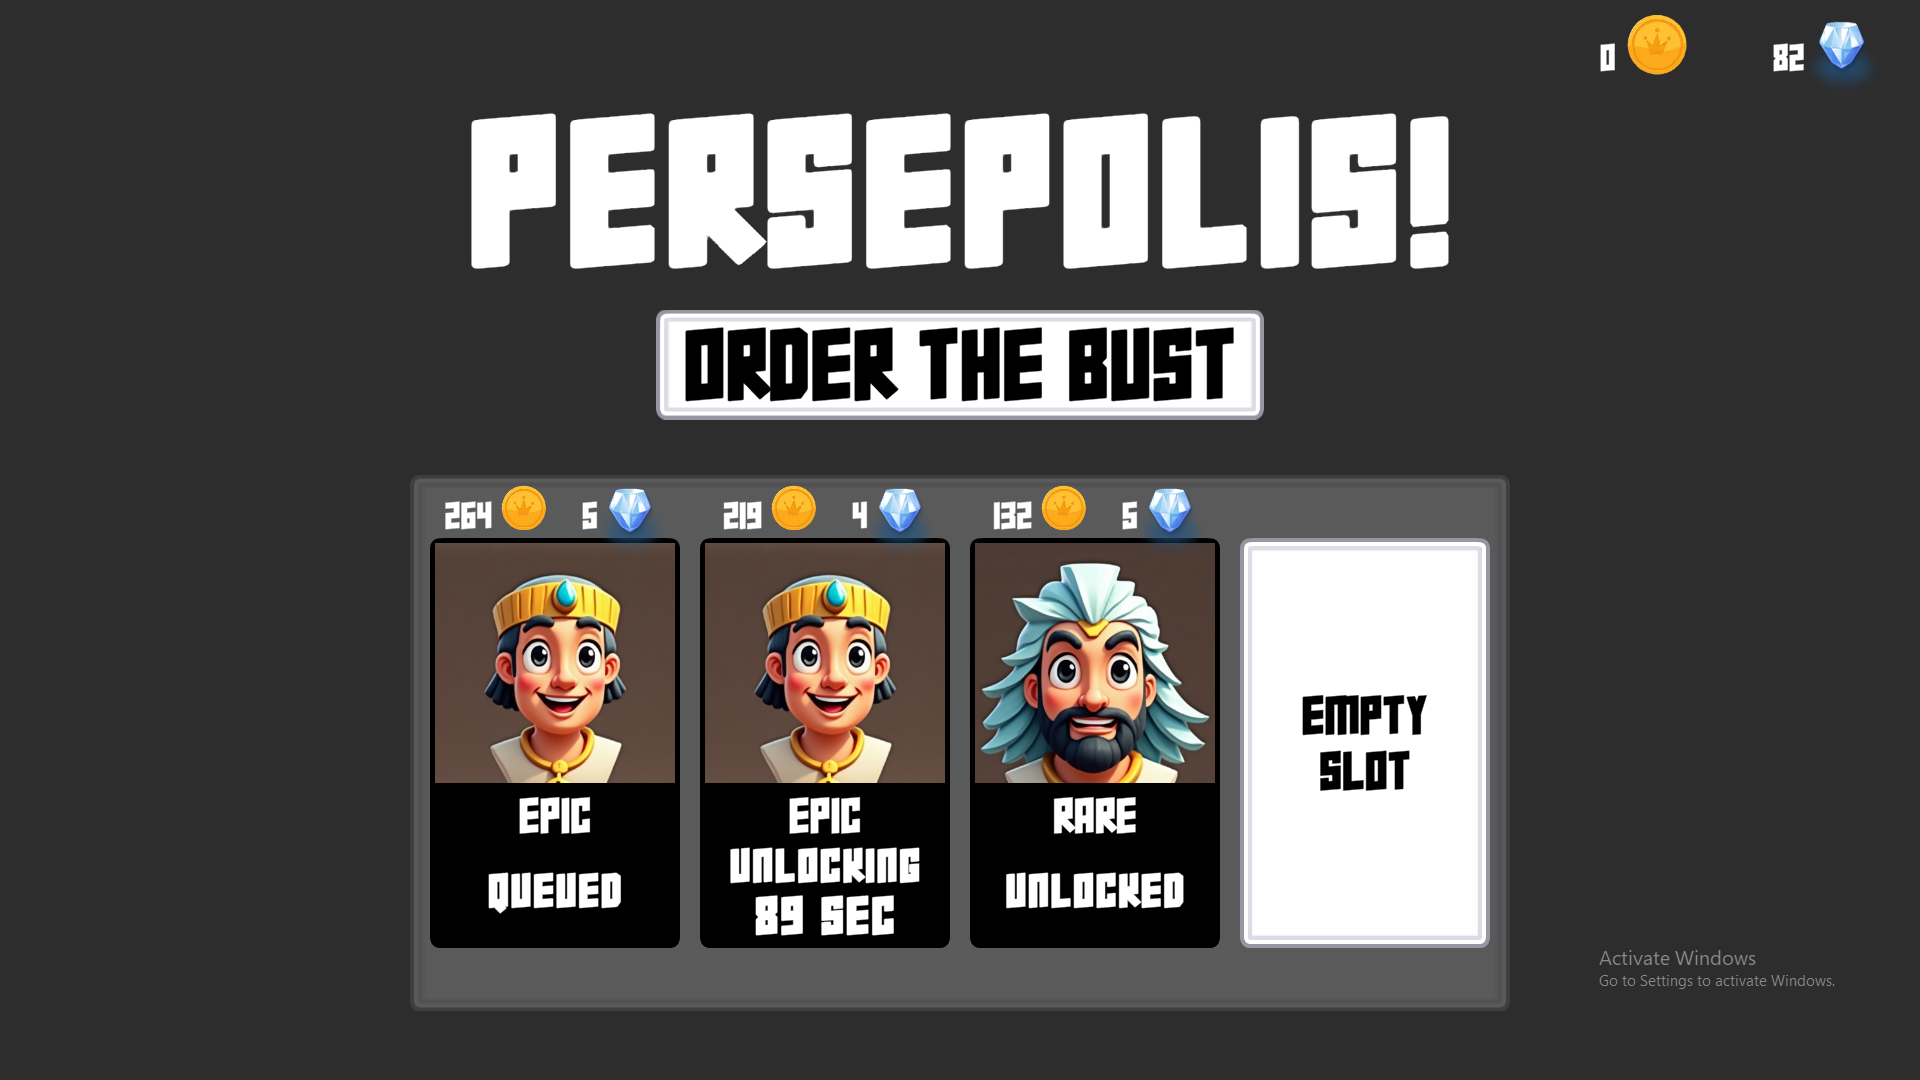 0 82
PERSEPOLIS!
ORDER THE BUST
264 5 219 4 132 5
EPIC
QUEUED
EPIC
UNLOCKING
89 SEC
RARE
UNLOCKED
EMPTY
SLOT
Activate Windows
Go to Settings to activate Windows.